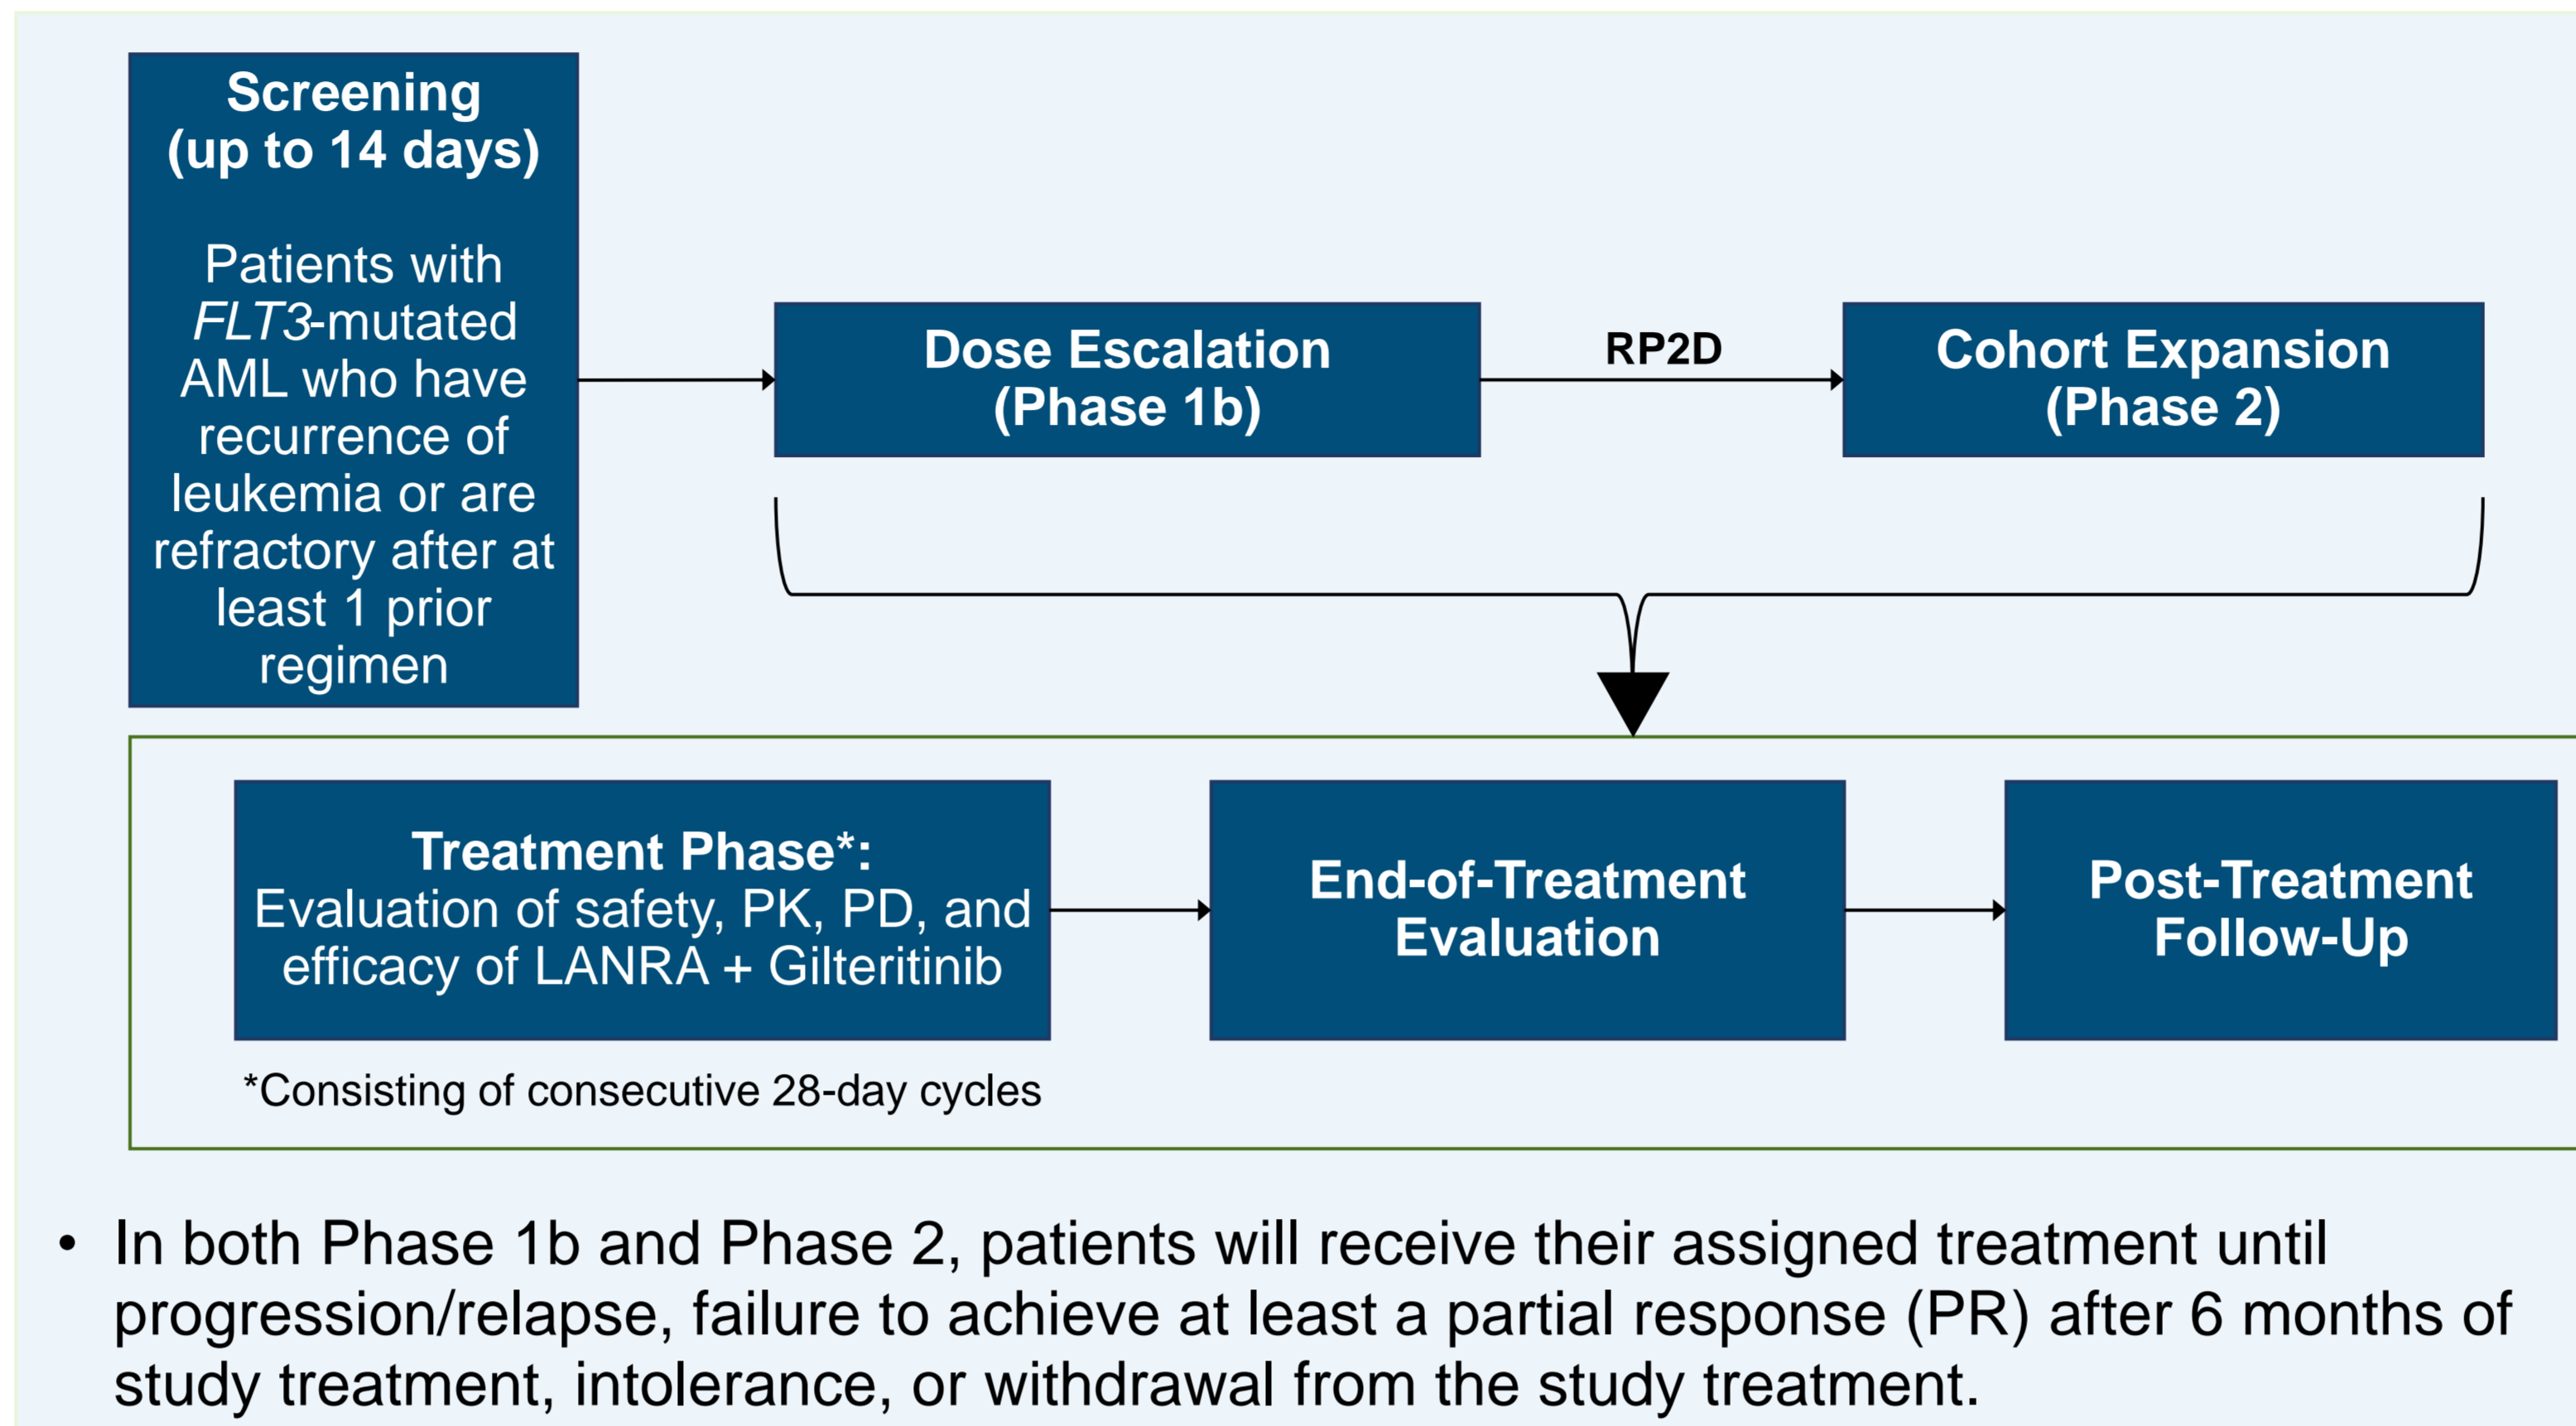 Screening
(up to 14 days)
Patients with
FLT3-mutated
AML who have
recurrence of
leukemia or are
refractory after at
least 1 prior
regimen
Dose Escalation
(Phase 1b)
RP2D
Cohort Expansion
(Phase 2)
Treatment Phase*:
Evaluation of safety, PK, PD, and
efficacy of LANRA + Gilteritinib
End-of-Treatment
Evaluation
Post-Treatment
Follow-Up
*Consisting of consecutive 28-day cycles
• In both Phase 1b and Phase 2, patients will receive their assigned treatment until
progression/relapse, failure to achieve at least a partial response (PR) after 6 months of
study treatment, intolerance, or withdrawal from the study treatment.